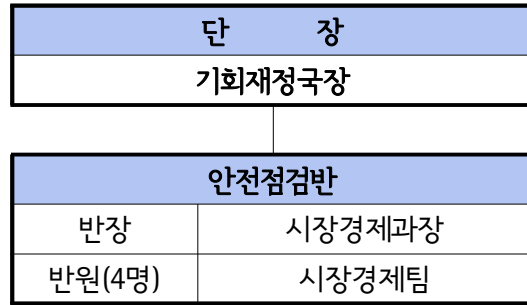 단 장
기획재정국장
안전점검반
반장 시장경제과장
반원(4명) 시장경제팀